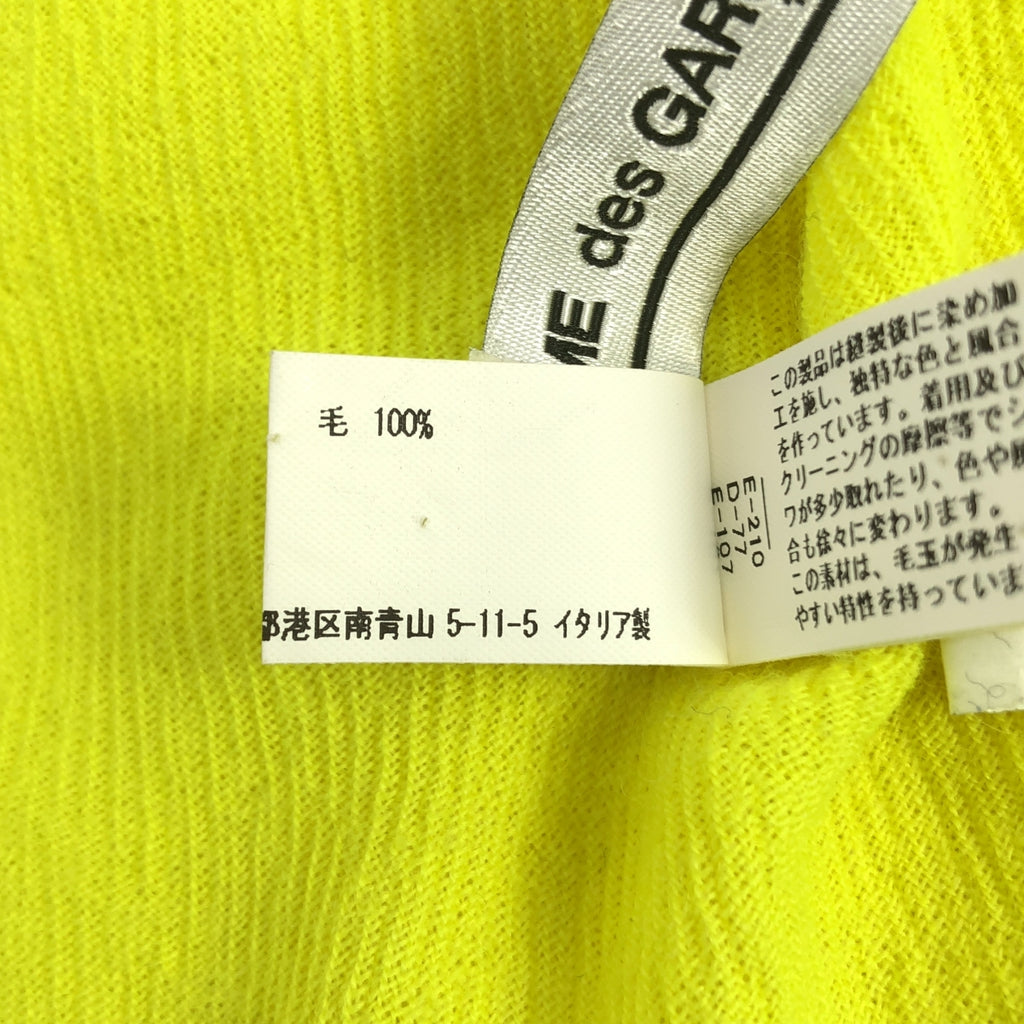 ME des GAR
毛 100%
港区南青山 5-11-5 イタリア製
E-210
D-77
E-107
この製品は縫製後に染め加
工を施し、独特な色と風合
を作っています。着用及び
クリーニングの摩擦等でシ
ワが多少取れたり、色や風
合も徐々に変わります。
この素材は、毛玉が発生
やすい特性を持っていま